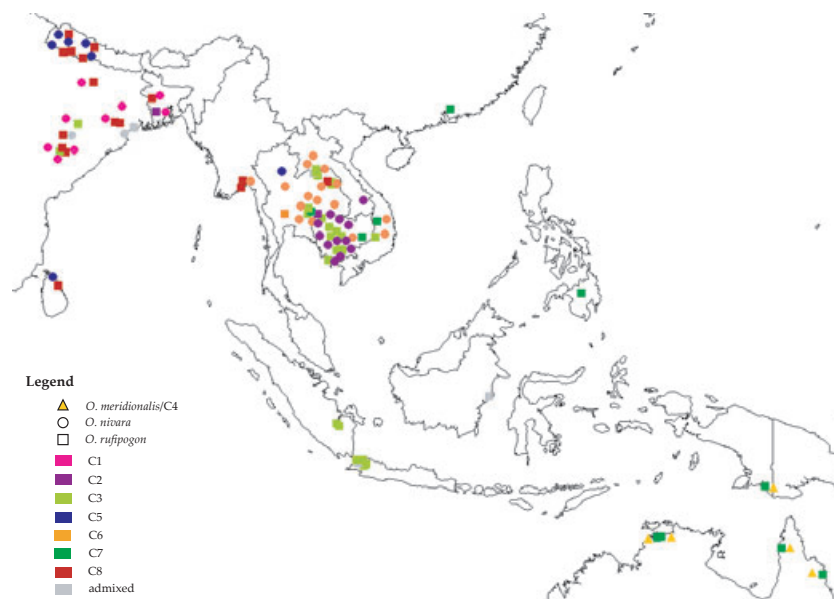 Legend
O. meridionalis/C4
O. nivara
O. rufipogon
C1
C2
C3
C5
C6
C7
C8
admixed